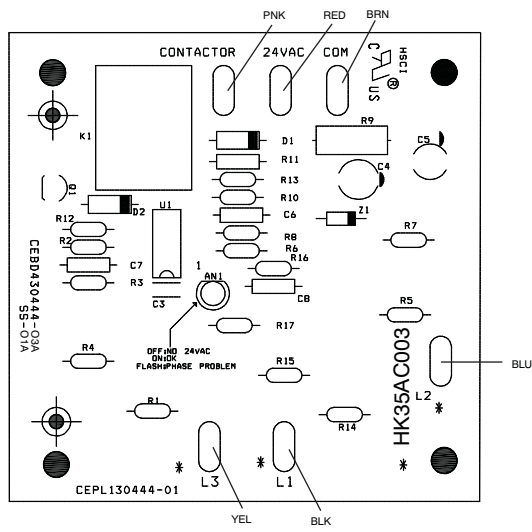 PNK RED BRN
CONTACTOR 24VAC COM
HSCI
C US
®
K1
D1
R9
C5
R11
C4
R13
Q1
R10
D2
U1
C6
Z1
R12
R8
R7
R2
R6
C7
R16
R3
1
AN1
C8
C3
CEBD430444-03A
SS-01A
R17
R5
HK35AC003
OFF:NO 24VAC
ON:OK
FLASH:PHASE PROBLEM
R4
R15
BLU
L2
*
R1
R14
* * *
L3 L1
CEPL130444-01
YEL BLK